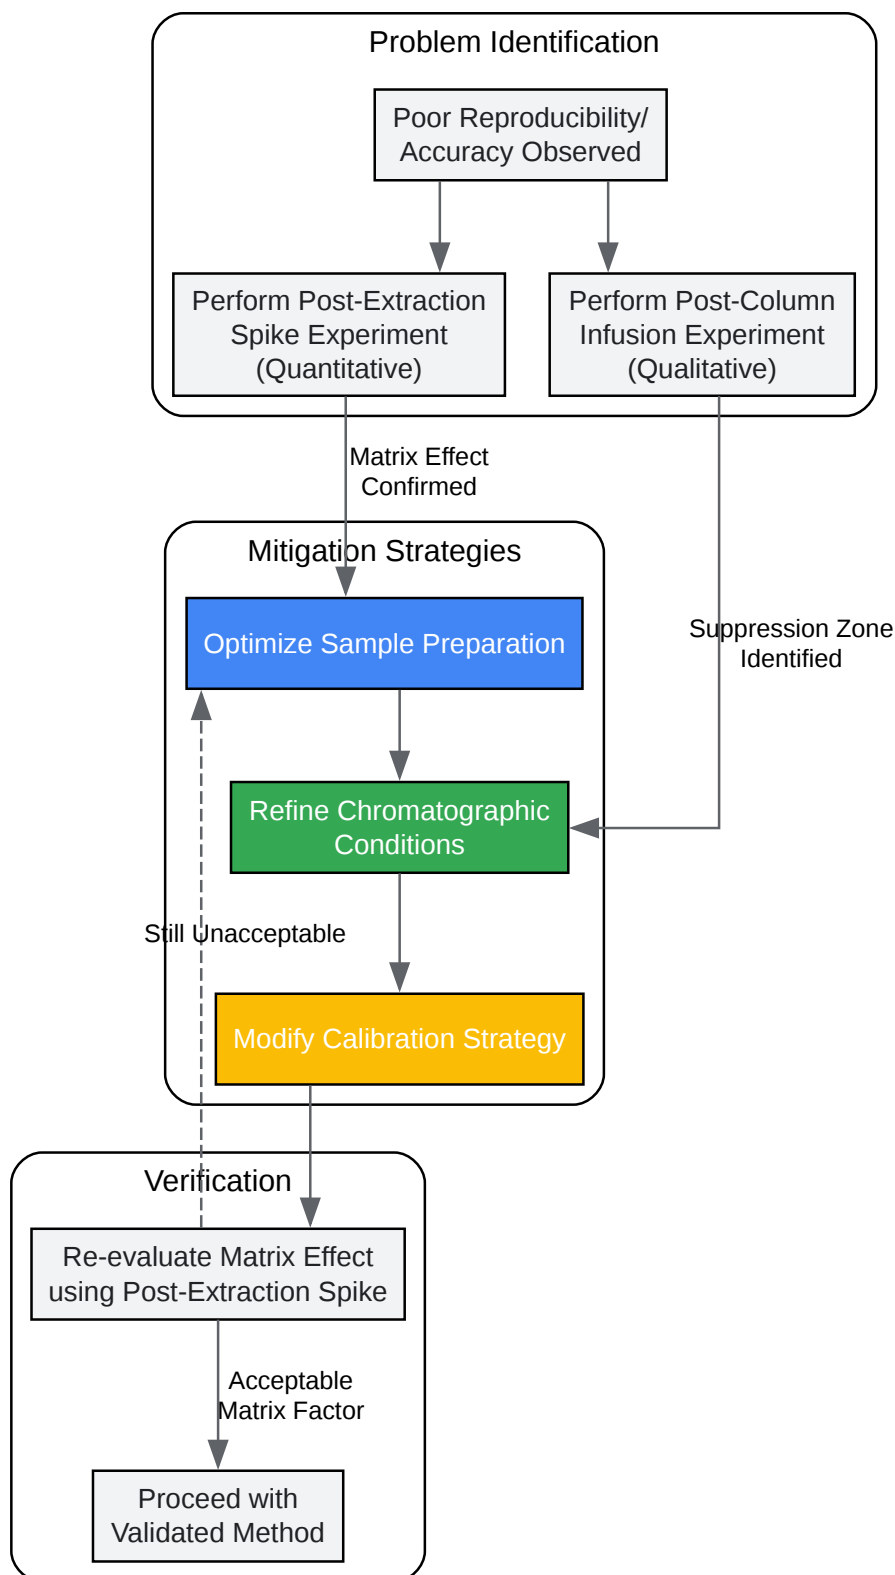 Problem Identification
Poor Reproducibility/
Accuracy Observed
Perform Post-Extraction
Spike Experiment
(Quantitative)
Perform Post-Column
Infusion Experiment
(Qualitative)
Matrix Effect
Confirmed
Mitigation Strategies
Optimize Sample Preparation
Suppression Zone
Identified
Refine Chromatographic
Conditions
Still Unacceptable
Modify Calibration Strategy
Verification
Re-evaluate Matrix Effect
using Post-Extraction Spike
Acceptable
Matrix Factor
Proceed with
Validated Method